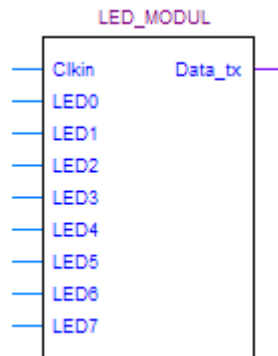 LED_MODUL
Clkin Data_tx
LED0
LED1
LED2
LED3
LED4
LED5
LED6
LED7